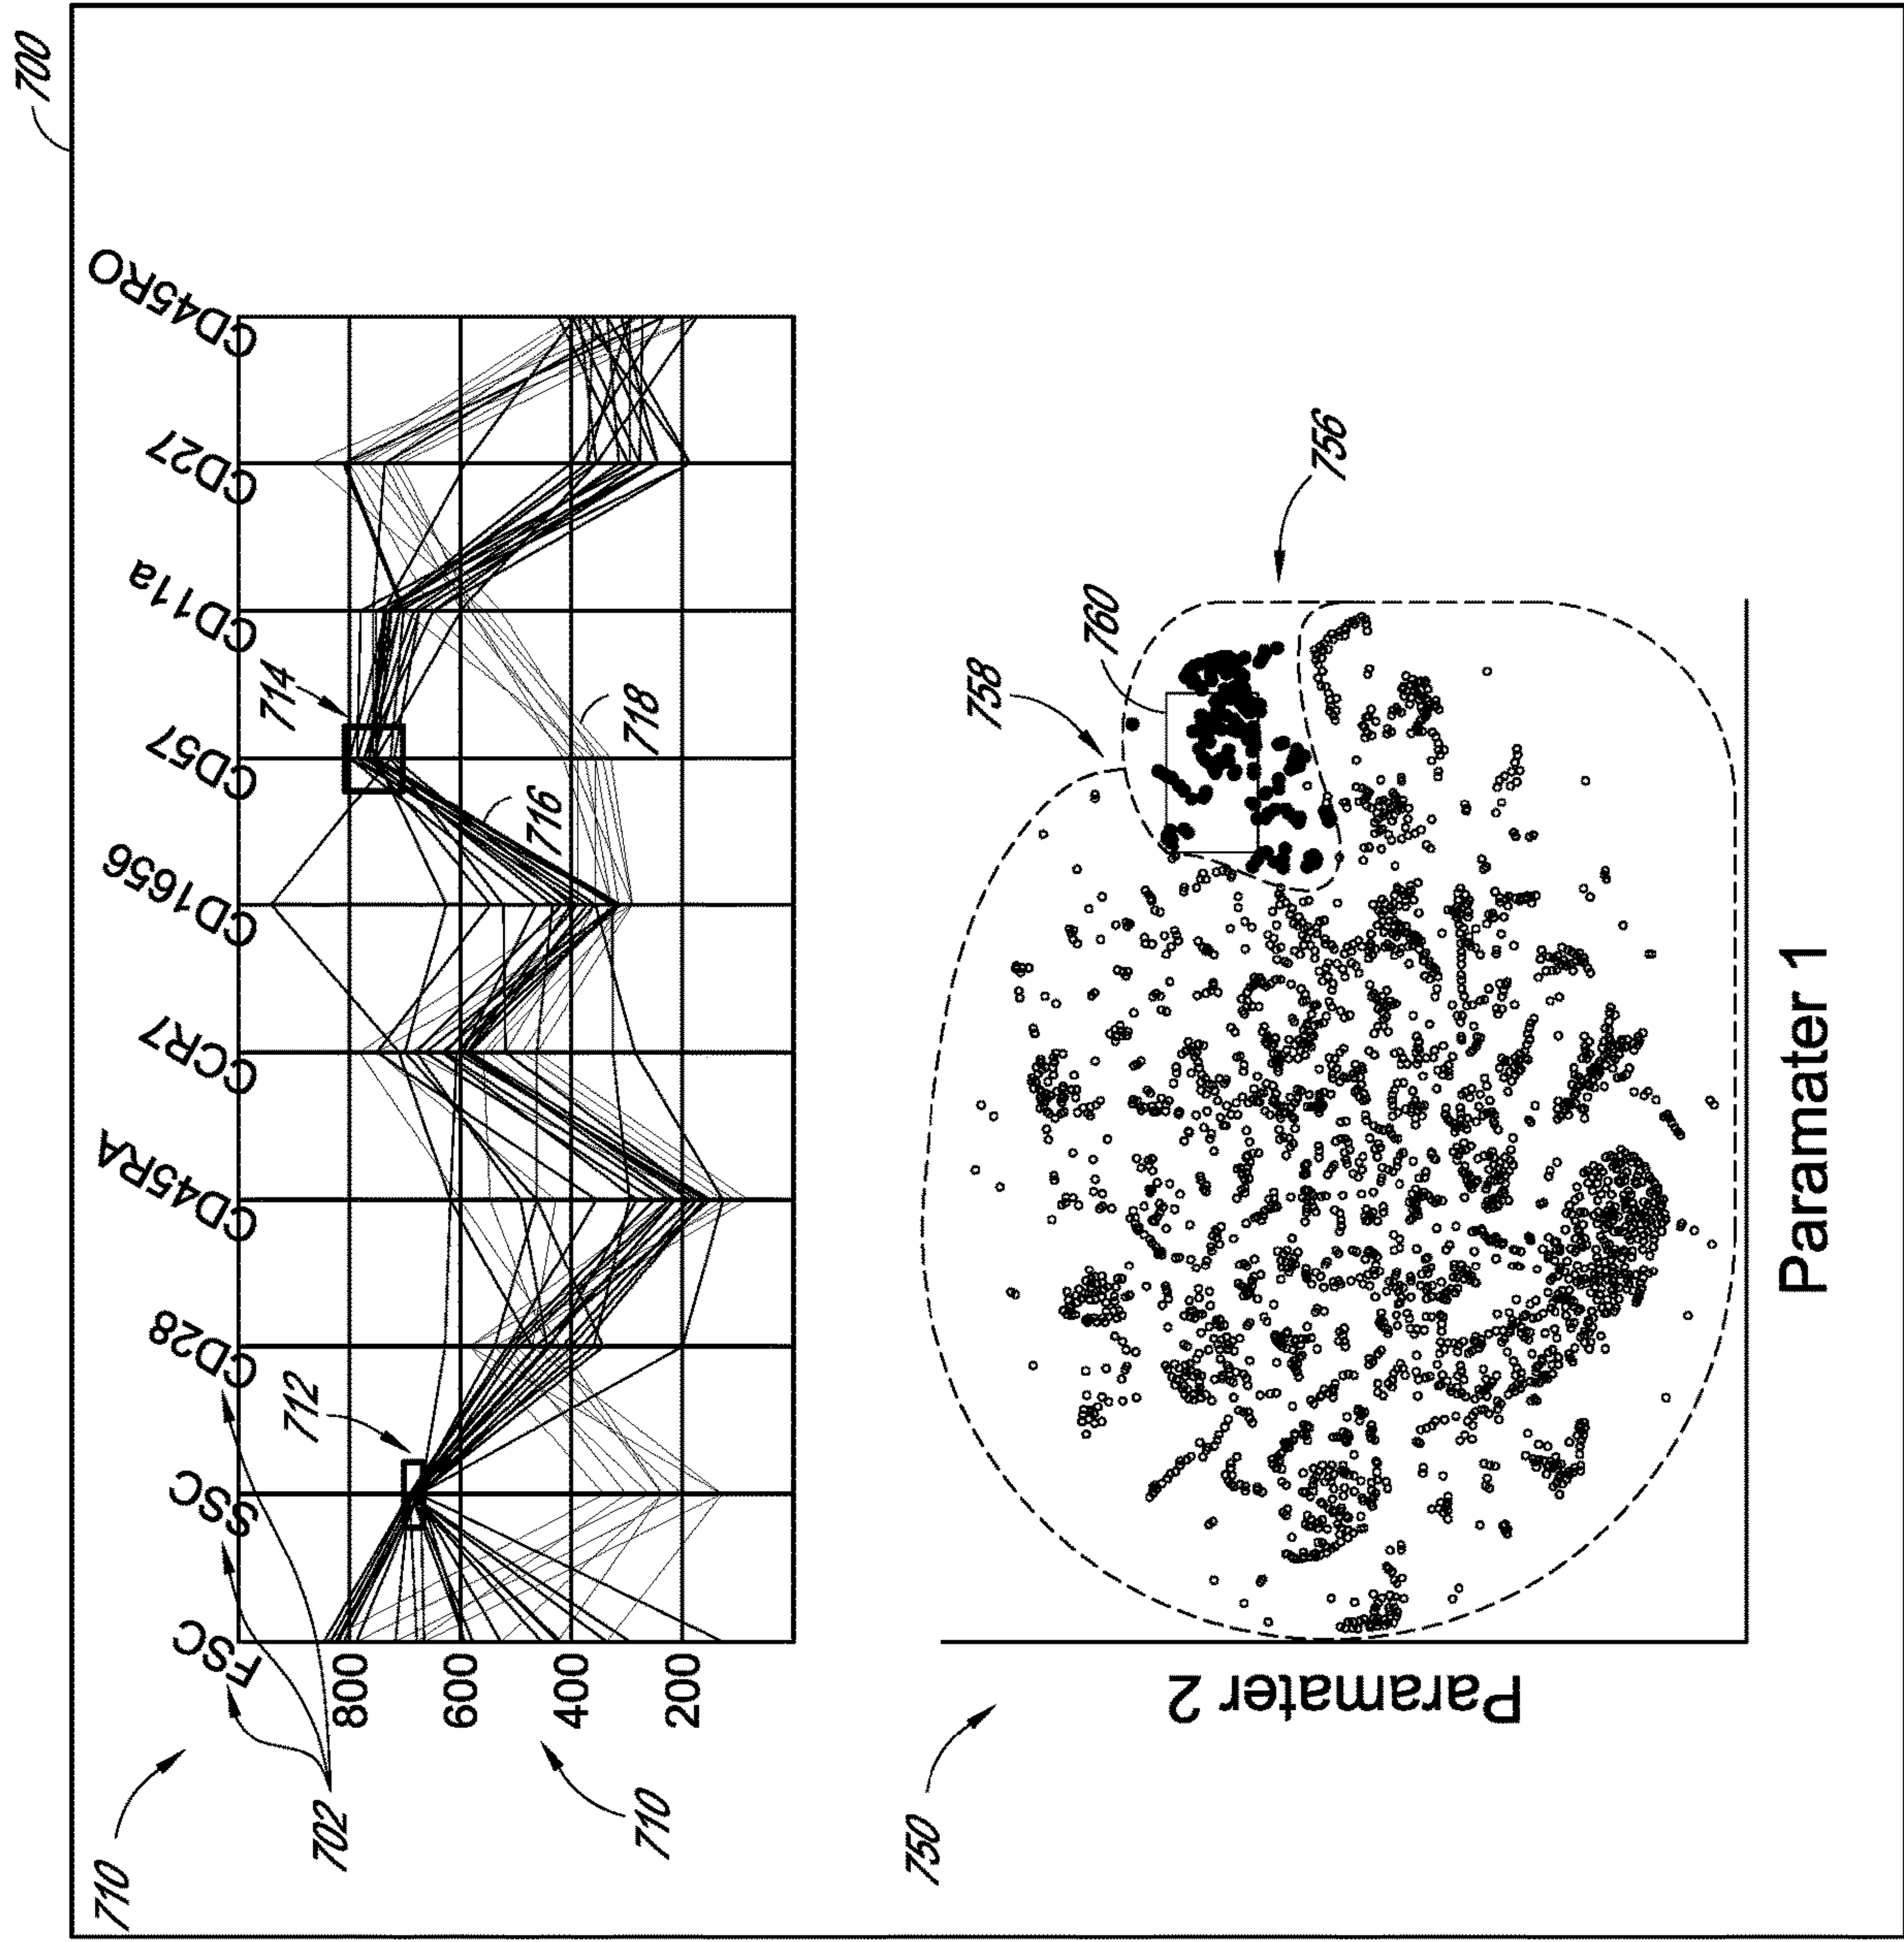 700
710
702
FSC
SSC
CD28
CD45RA
CCR7
CD1656
CD57
CD11a
CD27
CD45RO
712
714
716
718
800
600
400
200
710
750
758
760
756
Paramater 2
Paramater 1